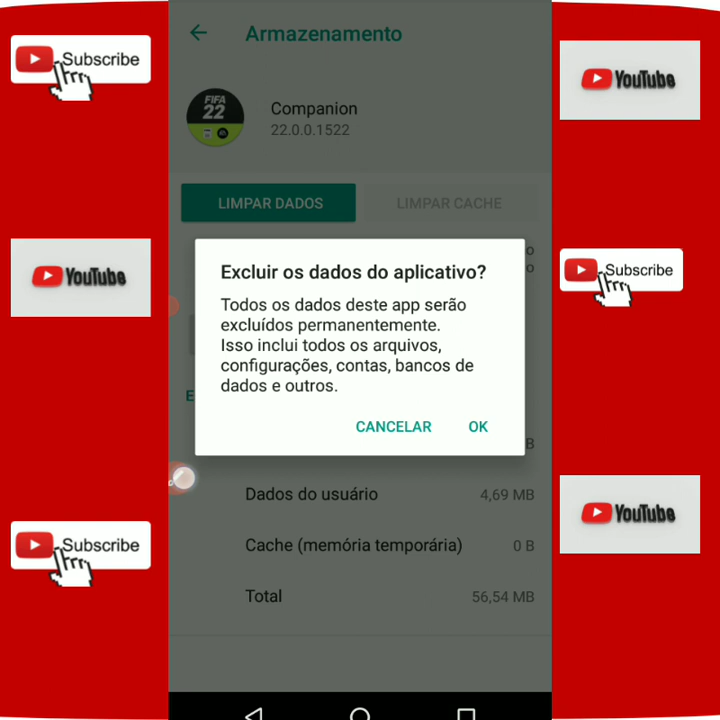 Subscribe
YouTube
Subscribe
Armazenamento
FIFA
22
Companion
22.0.0.1522
LIMPAR DADOS
LIMPAR CACHE
o
o
Excluir os dados do aplicativo?
Todos os dados deste app serão
excluídos permanentemente.
Isso inclui todos os arquivos,
configurações, contas, bancos de
dados e outros.
CANCELAR OK
E
B
Dados do usuário 4,69 MB
Cache (memória temporária) 0 B
Total 56,54 MB
YouTube
Subscribe
YouTube